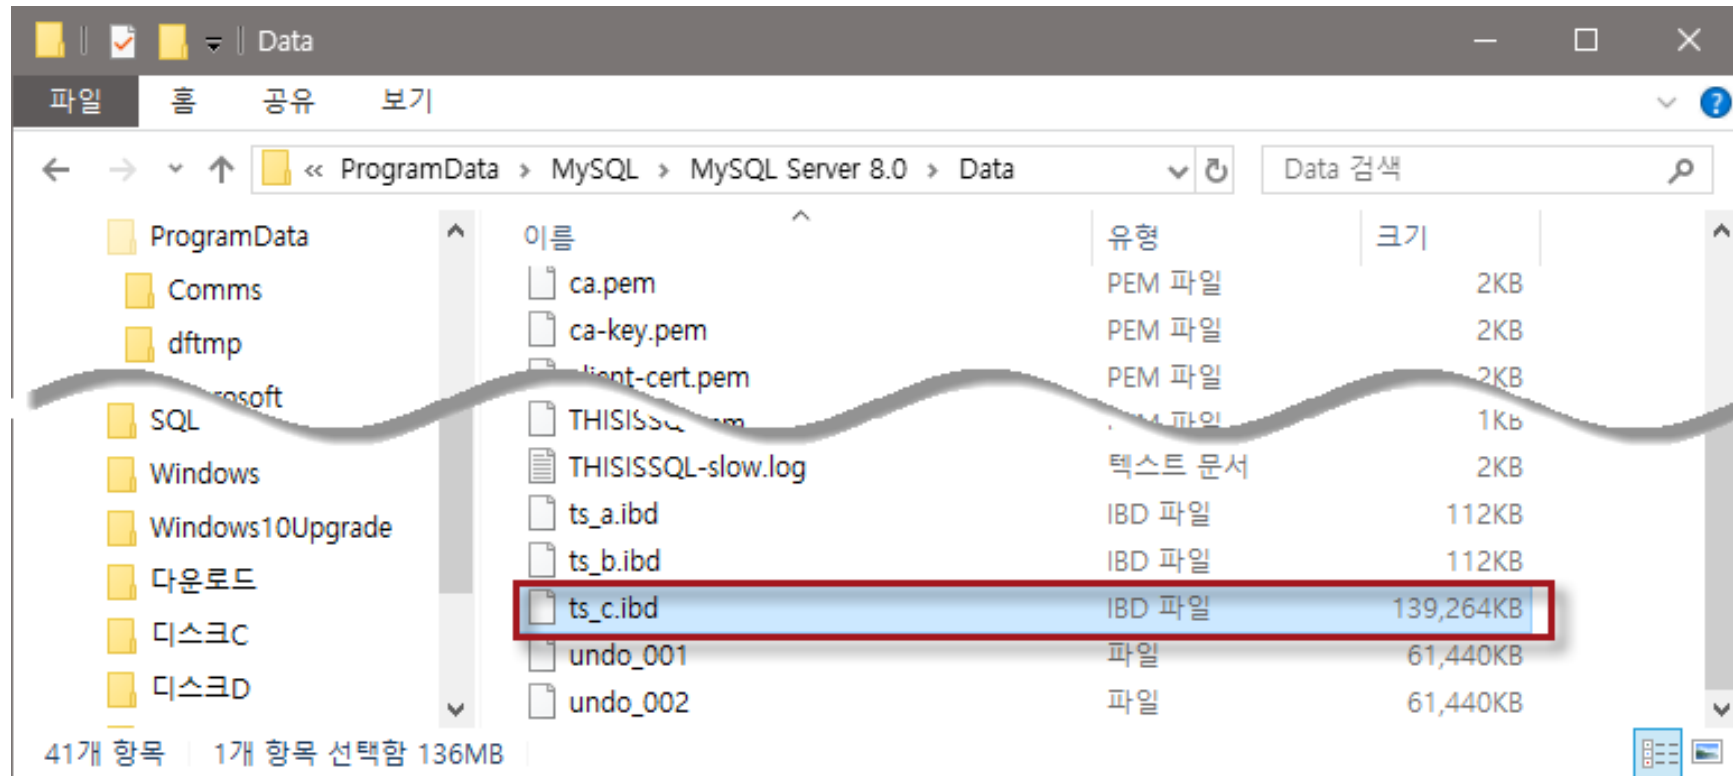 Data
파일 홈 공유 보기
« ProgramData > MySQL > MySQL Server 8.0 > Data Data 검색
이름 유형 크기
ProgramData
Comms
dftmp
SQL
Windows
Windows10Upgrade
다운로드
디스크C
디스크D
ca.pem PEM 파일 2KB
ca-key.pem PEM 파일 2KB
client-cert.pem PEM 파일 2KB
1KB
THISISSQL-slow.log 텍스트 문서 2KB
ts_a.ibd IBD 파일 112KB
ts_b.ibd IBD 파일 112KB
ts_c.ibd IBD 파일 139,264KB
undo_001 파일 61,440KB
undo_002 파일 61,440KB
41개 항목 1개 항목 선택함 136MB